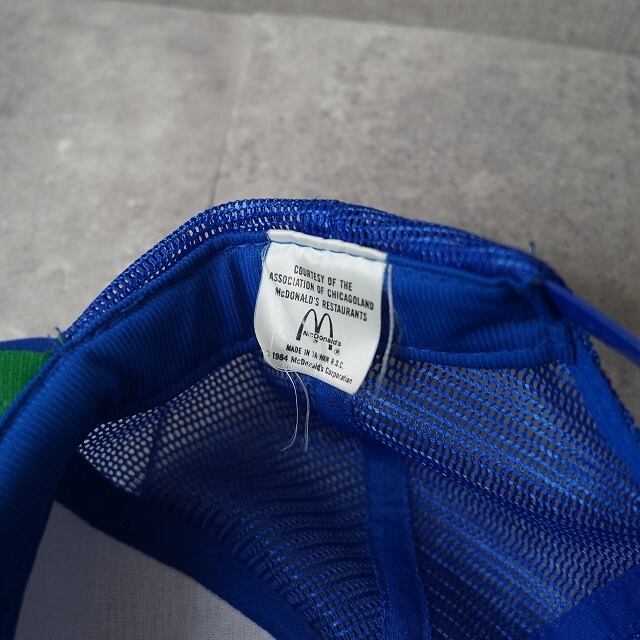 COURTESY OF THE
ASSOCIATION OF CHICAGOLAND
McDONALD'S RESTAURANTS
McDonald's
®
MADE IN TAIWAN R.O.C.
© 1984 McDonald's Corporation